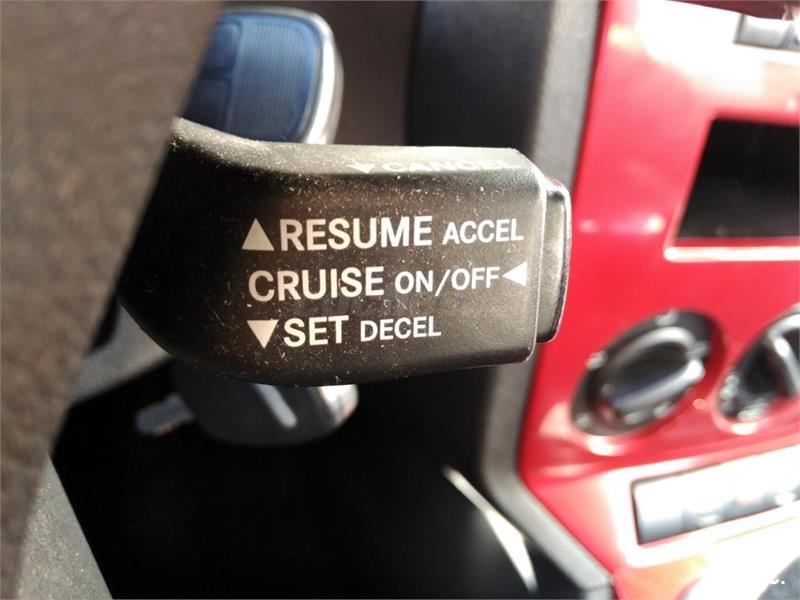 ▼CANCEL
▲RESUME ACCEL
CRUISE ON/OFF◀
▼SET DECEL